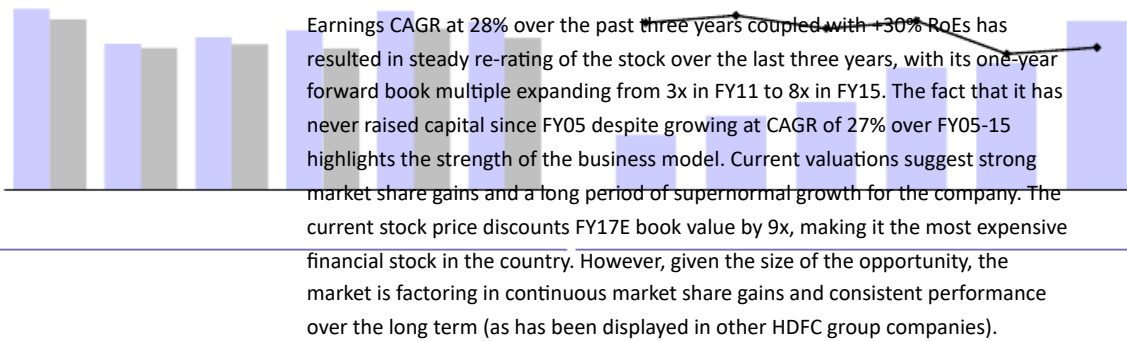 Earnings CAGR at 28% over the past three years coupled with +30% RoEs has
resulted in steady re-rating of the stock over the last three years, with its one-year
forward book multiple expanding from 3x in FY11 to 8x in FY15. The fact that it has
never raised capital since FY05 despite growing at CAGR of 27% over FY05-15
highlights the strength of the business model. Current valuations suggest strong
market share gains and a long period of supernormal growth for the company. The
current stock price discounts FY17E book value by 9x, making it the most expensive
financial stock in the country. However, given the size of the opportunity, the
market is factoring in continuous market share gains and consistent performance
over the long term (as has been displayed in other HDFC group companies).